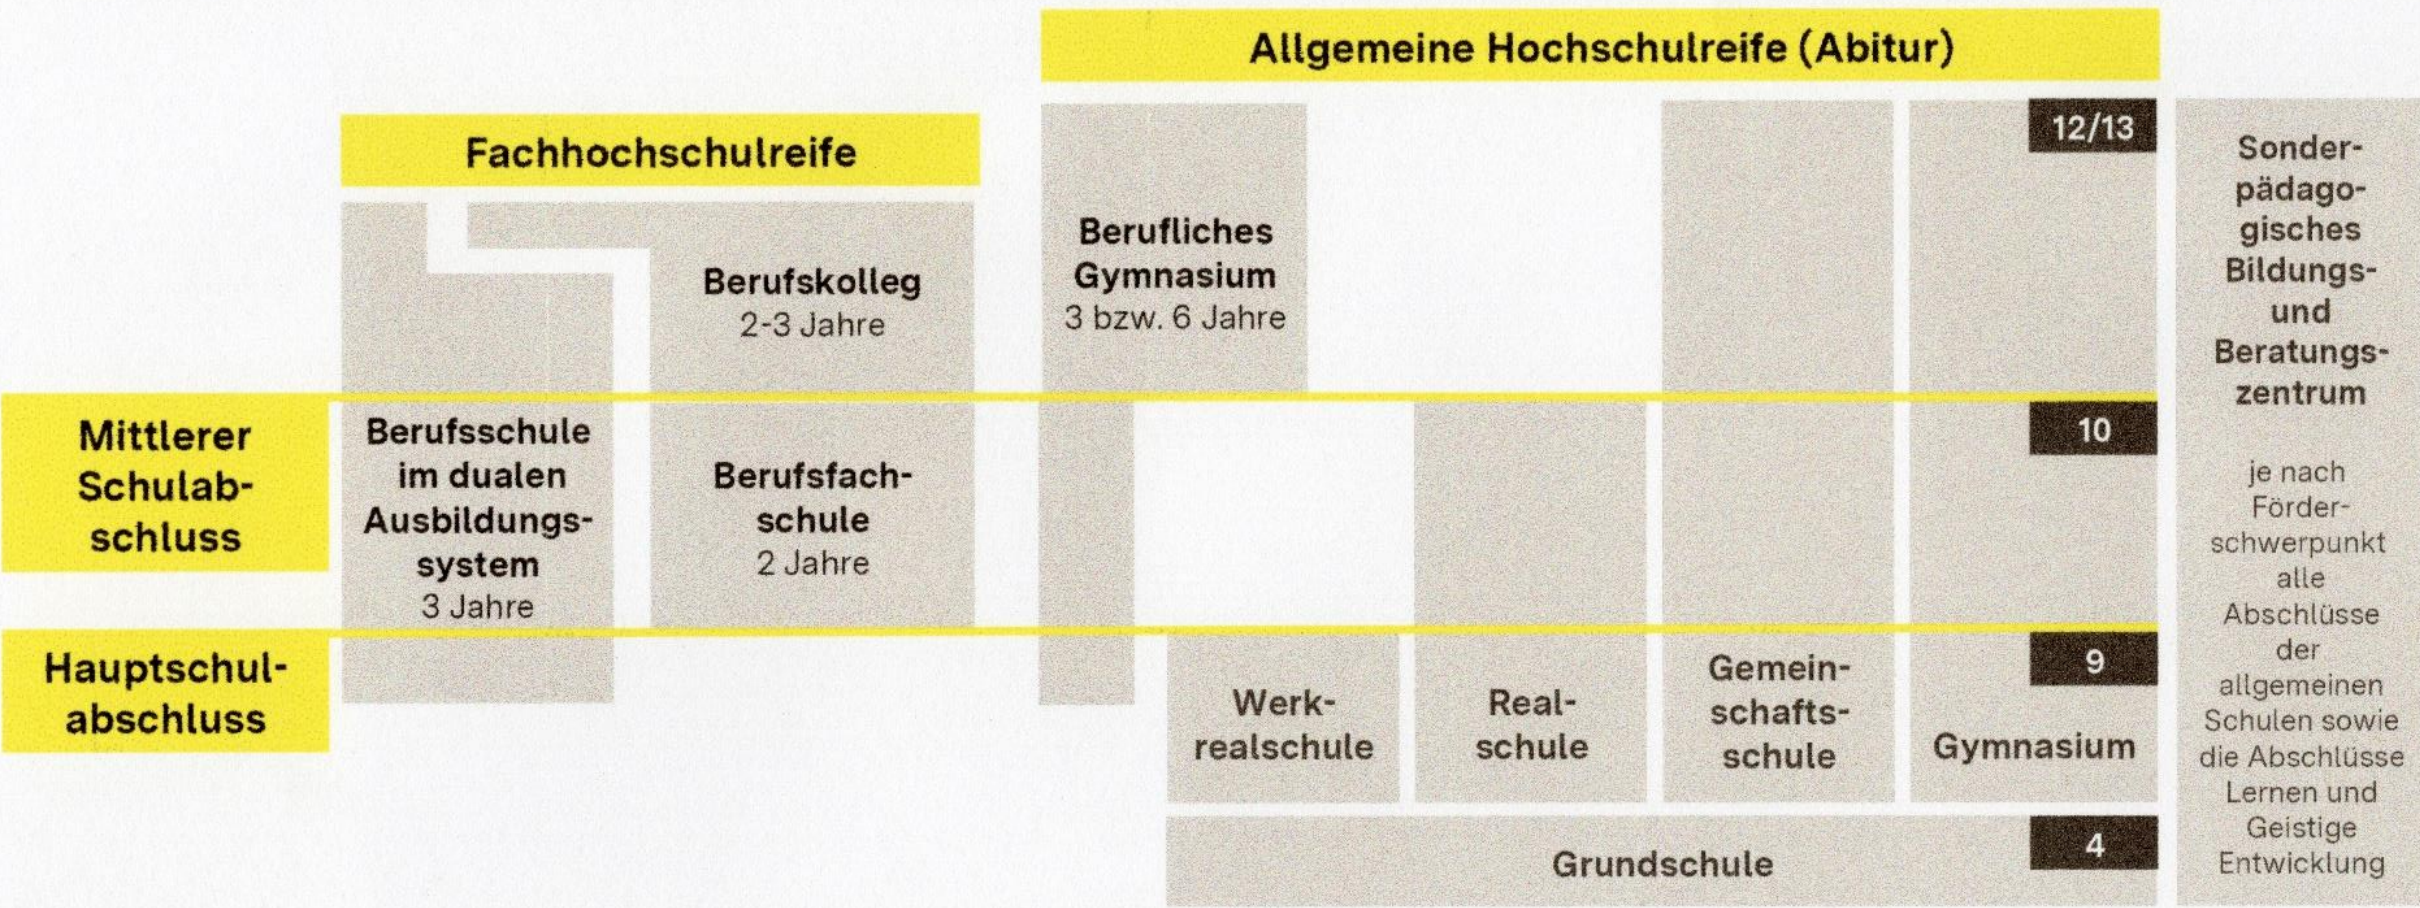 Allgemeine Hochschulreife (Abitur)
Fachhochschulreife
12/13
Berufliches
Gymnasium
3 bzw. 6 Jahre
Berufskolleg
2-3 Jahre
Mittlerer
Schulab-
schluss
Berufsschule
im dualen
Ausbildungs-
system
3 Jahre
Berufsfach-
schule
2 Jahre
10
Hauptschul-
abschluss
Werk-
realschule
Real-
schule
Gemein-
schafts-
schule
9
Gymnasium
Grundschule
4
Sonder-
pädago-
gisches
Bildungs-
und
Beratungs-
zentrum
je nach
Förder-
schwerpunkt
alle
Abschlüsse
der
allgemeinen
Schulen sowie
die Abschlüsse
Lernen und
Geistige
Entwicklung